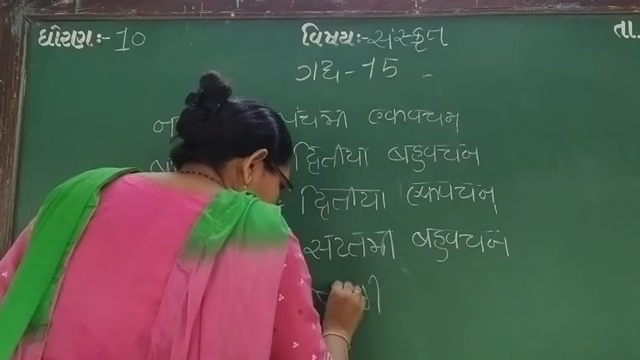 ધોરણ:- 10 વિષય:- સંસ્કૃત તા.
ગદ્ય - 15
પંચમી એકવચન
દ્વિતીયા બહુવચન
દ્વિતીયા એકવચન
સપ્તમી બહુવચન